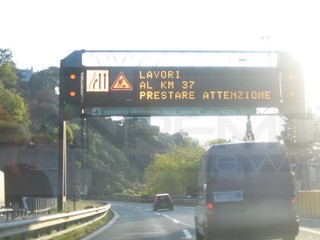 LAVORI
AL KM 37
PRESTARE ATTENZIONE